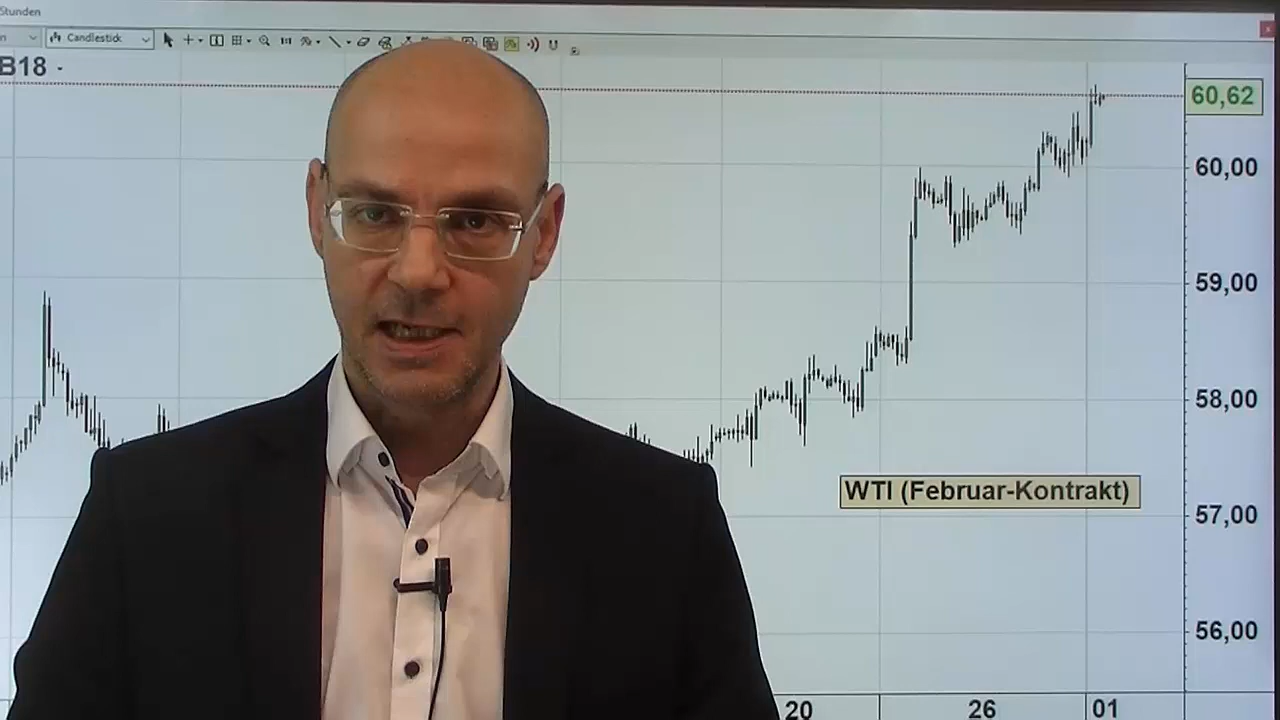 Stunden
n
Candlestick
B18 -
60,62
60,00
59,00
58,00
57,00
56,00
WTI (Februar-Kontrakt)
20
26
01